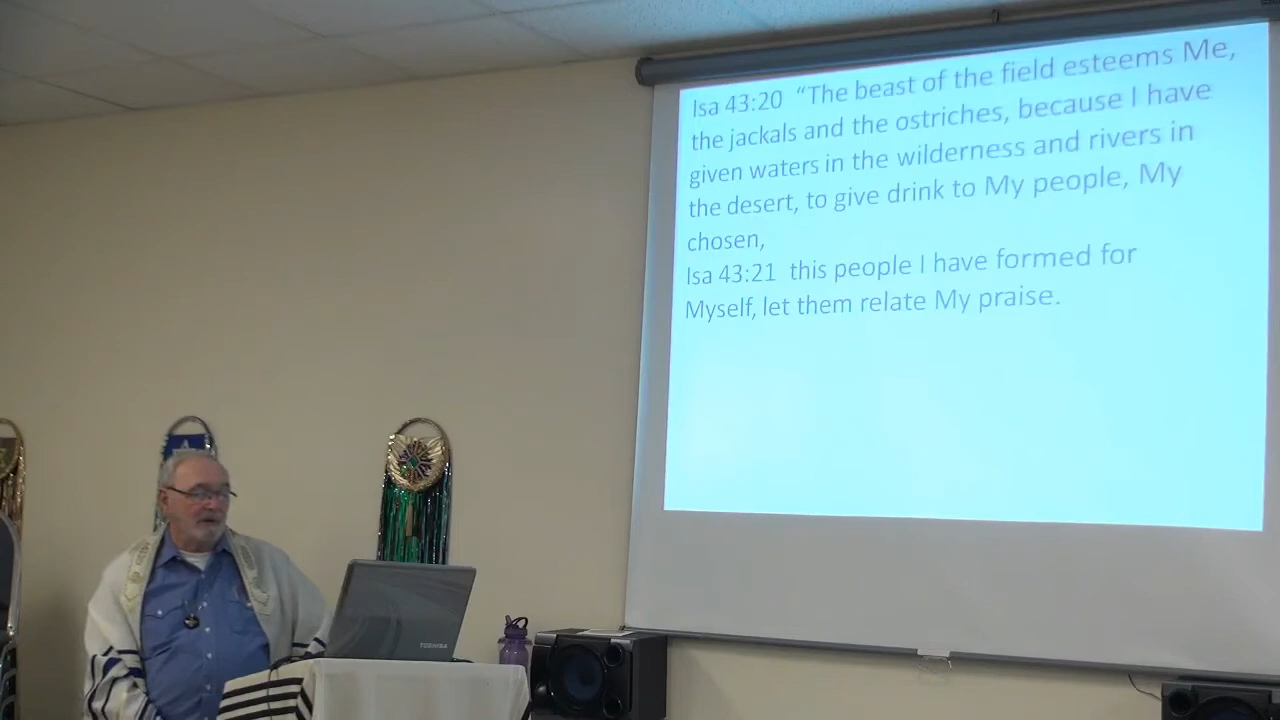 Isa 43:20 “The beast of the field esteems Me,
the jackals and the ostriches, because I have
given waters in the wilderness and rivers in
the desert, to give drink to My people, My
chosen,
Isa 43:21 this people I have formed for
Myself, let them relate My praise.
TOSHIBA